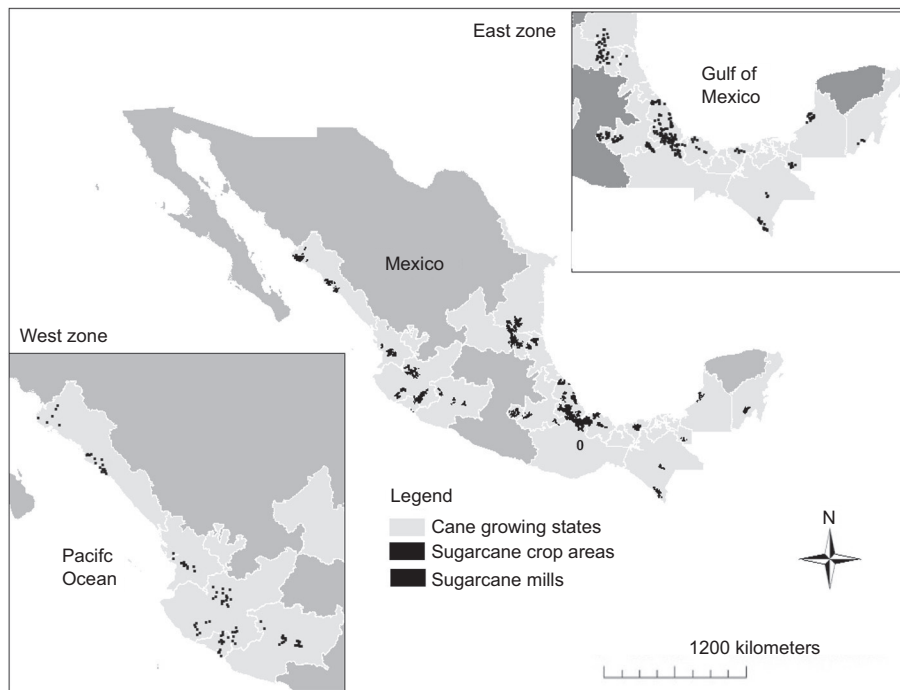 East zone
Gulf of
Mexico
Mexico
West zone
Pacifc
Ocean
0
Legend
Cane growing states
Sugarcane crop areas
Sugarcane mills
N
1200 kilometers